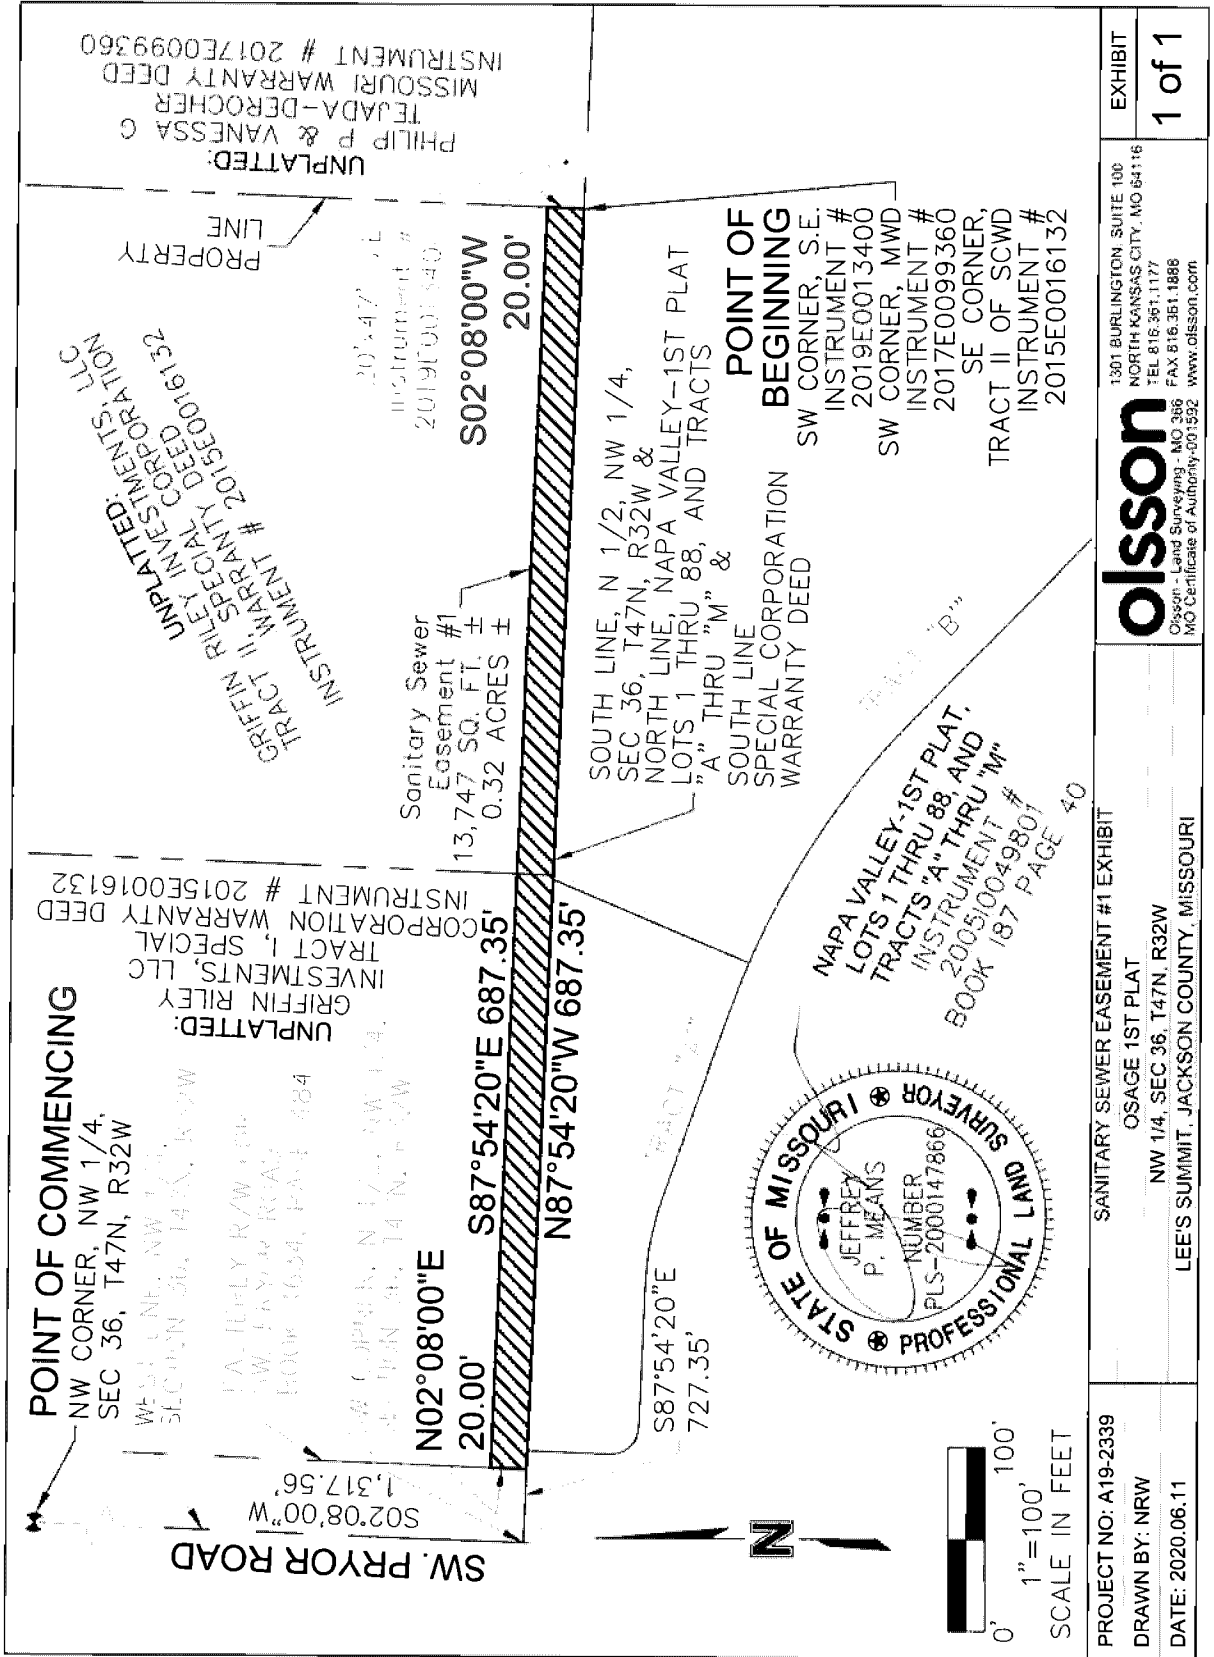 POINT OF COMMENCING
NW CORNER, NW 1/4,
SEC 36, T47N, R32W
SW. PRYOR ROAD
S02°08'00"W
1,317.56'
N02°08'00"E
20.00'
UNPLATTED:
GRIFFIN RILEY
INVESTMENTS, LLC
TRACT I, SPECIAL
CORPORATION WARRANTY DEED
INSTRUMENT # 2015E0016132
S87°54'20"E 687.35'
N87°54'20"W 687.35'
Sanitary Sewer
Easement #1
13,747 SQ. FT. ±
0.32 ACRES ±
UNPLATTED:
GRIFFIN RILEY INVESTMENTS, LLC
TRACT II, SPECIAL CORPORATION
WARRANTY DEED
INSTRUMENT # 2015E0016132
PROPERTY
LINE
Instrument #
S02°08'00"W
20.00'
UNPLATTED:
PHILIP P & VANESSA G
TEJADA-DEROCHER
MISSOURI WARRANTY DEED
INSTRUMENT # 2017E0099360
SOUTH LINE, N 1/2, NW 1/4,
SEC 36, T47N, R32W &
NORTH LINE, NAPA VALLEY-1ST PLAT
LOTS 1 THRU 88, AND TRACTS
"A" THRU "M" &
SOUTH LINE
SPECIAL CORPORATION
WARRANTY DEED
POINT OF
BEGINNING
SW CORNER, S.E.
INSTRUMENT #
2019E0013400
SW CORNER, MWD
INSTRUMENT #
2017E0099360
SE CORNER,
TRACT II OF SCWD
INSTRUMENT #
2015E0016132
S87°54'20"E
727.35'
"B"
NAPA VALLEY-1ST PLAT,
LOTS 1 THRU 88, AND
TRACTS "A" THRU "M"
INSTRUMENT #
2005I0049801
BOOK 187 PAGE 40
STATE OF MISSOURI
JEFFREY
P. MEANS
NUMBER
PLS-2000147866
PROFESSIONAL LAND SURVEYOR
N
0' 100'
1"=100'
SCALE IN FEET
PROJECT NO: A19-2339
DRAWN BY: NRW
DATE: 2020.06.11
SANITARY SEWER EASEMENT #1 EXHIBIT
OSAGE 1ST PLAT
NW 1/4, SEC 36, T47N, R32W
LEE'S SUMMIT, JACKSON COUNTY, MISSOURI
olsson
Olsson - Land Surveying - MO 366
MO Certificate of Authority-001592
1301 BURLINGTON, SUITE 100
NORTH KANSAS CITY, MO 64116
TEL 816.361.1177
FAX 816.361.1888
www.olsson.com
EXHIBIT
1 of 1